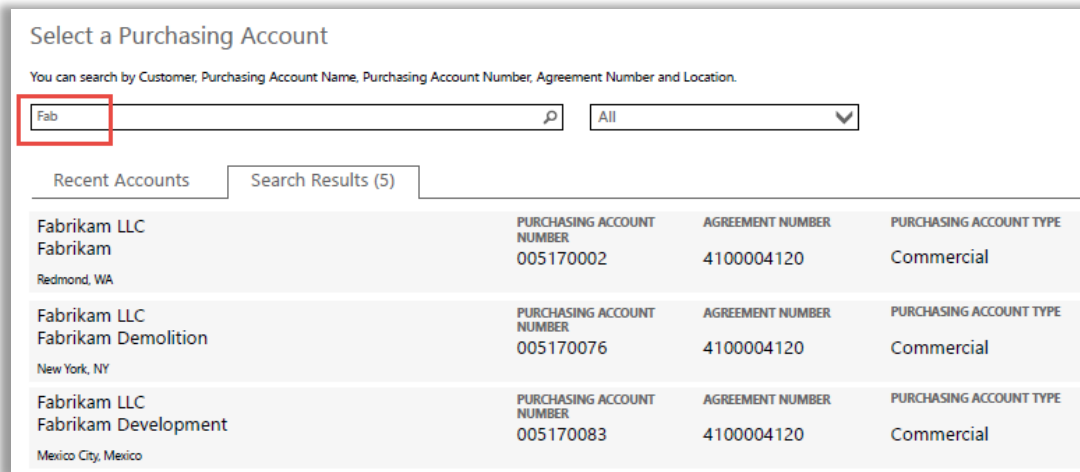 Select a Purchasing Account
You can search by Customer, Purchasing Account Name, Purchasing Account Number, Agreement Number and Location.
Fab All
Recent Accounts Search Results (5)
Fabrikam LLC
Fabrikam
Redmond, WA
PURCHASING ACCOUNT
NUMBER
005170002
AGREEMENT NUMBER
4100004120
PURCHASING ACCOUNT TYPE
Commercial
Fabrikam LLC
Fabrikam Demolition
New York, NY
PURCHASING ACCOUNT
NUMBER
005170076
AGREEMENT NUMBER
4100004120
PURCHASING ACCOUNT TYPE
Commercial
Fabrikam LLC
Fabrikam Development
Mexico City, Mexico
PURCHASING ACCOUNT
NUMBER
005170083
AGREEMENT NUMBER
4100004120
PURCHASING ACCOUNT TYPE
Commercial